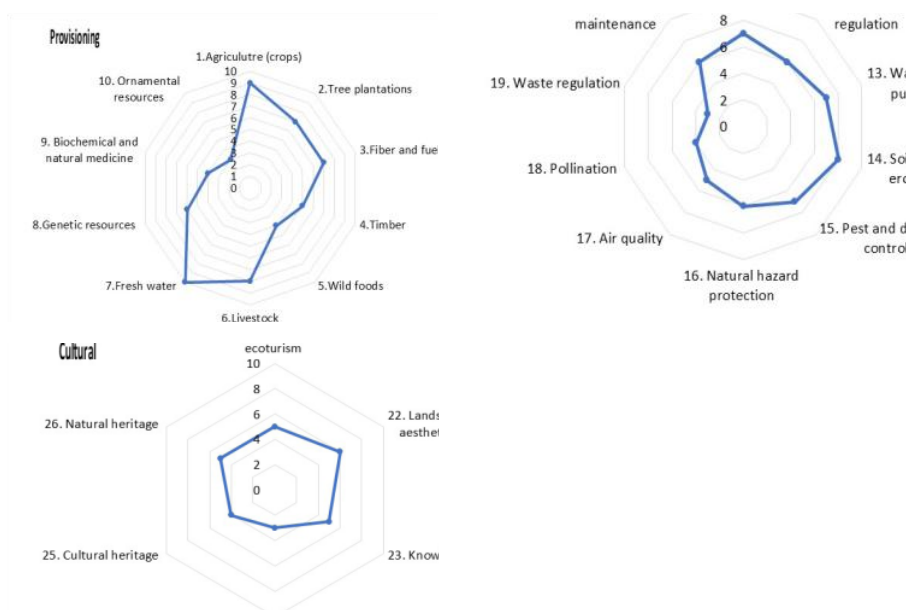 Provisioning
1.Agriculutre (crops)
10
9
8
7
6
5
4
3
2
1
0
2.Tree plantations
3.Fiber and fue
4.Timber
5.Wild foods
6.Livestock
7.Fresh water
8.Genetic resources
9. Biochemical and
natural medicine
10. Ornamental
resources
maintenance
8
6
4
2
0
regulation
13. Wa
pu
14. Soi
ero
15. Pest and d
control
16. Natural hazard
protection
17. Air quality
18. Pollination
19. Waste regulation
Cultural
ecoturism
10
8
6
4
2
0
22. Lands
aesthet
23. Know
25. Cultural heritage
26. Natural heritage